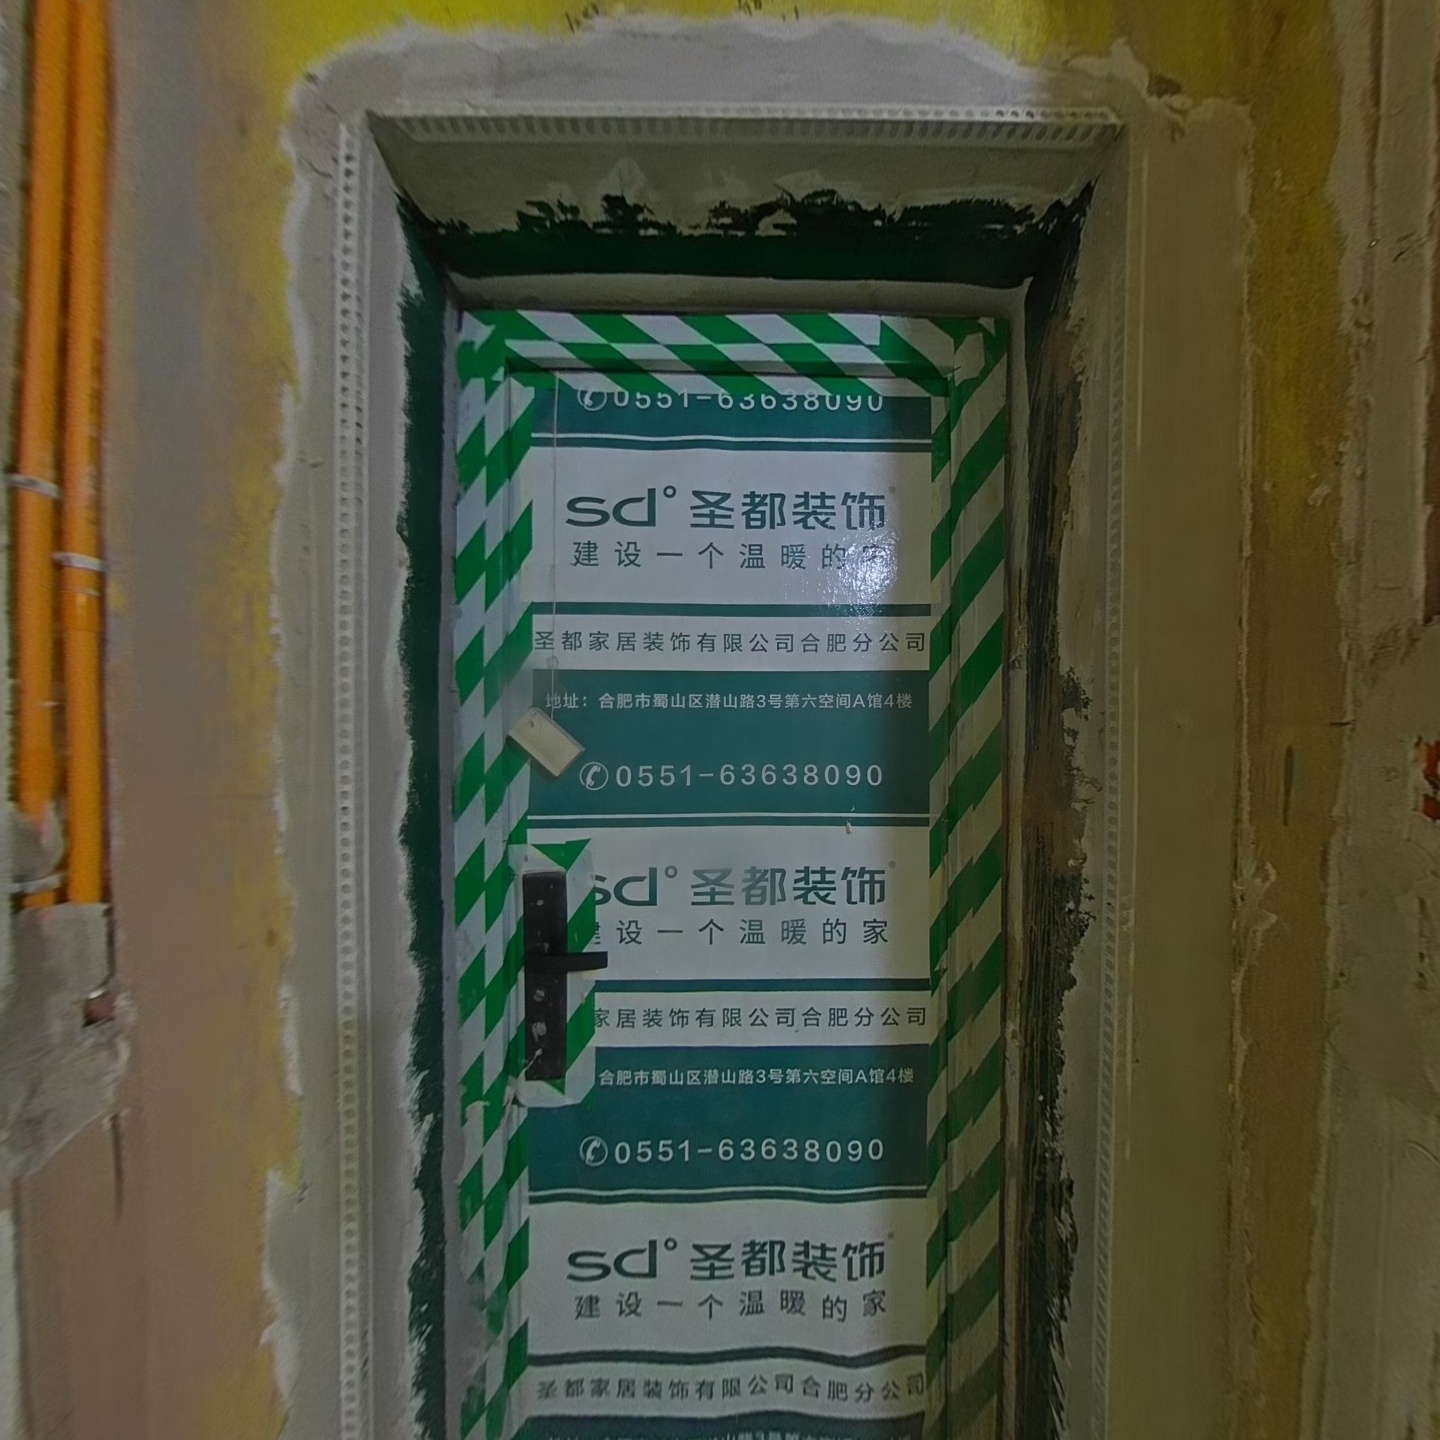 0551-63638090
sd° 圣都装饰
建设一个温暖的家
圣都家居装饰有限公司合肥分公司
地址：合肥市蜀山区潜山路3号第六空间A馆4楼
0551-63638090
sd° 圣都装饰
设一个温暖的家
家居装饰有限公司合肥分公司
合肥市蜀山区潜山路3号第六空间A馆4楼
0551-63638090
sd° 圣都装饰
建设一个温暖的家
圣都家居装饰有限公司合肥分公司